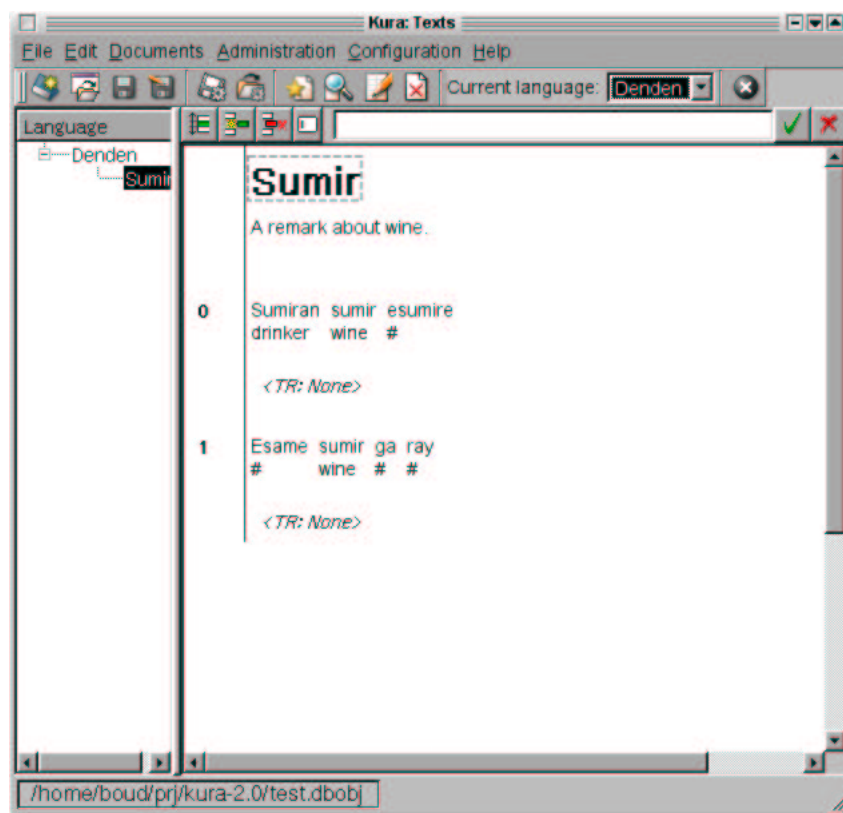 Kura: Texts
File Edit Documents Administration Configuration Help
Current language: Denden
Language
Denden
Sumir
Sumir
A remark about wine.
0 Sumiran sumir esumire
drinker wine #
<TR: None>
1 Esame sumir ga ray
# wine # #
<TR: None>
/home/boud/prj/kura-2.0/test.dbobj